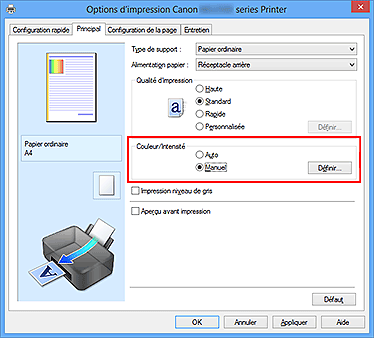 Options d'impression Canon series Printer
Configuration rapide Principal Configuration de la page Entretien
Type de support : Papier ordinaire
Alimentation papier : Réceptacle arrière
Qualité d'impression
Haute
Standard
Rapide
Personnalisée Définir...
Papier ordinaire
A4
Couleur/Intensité
Auto
Manuel Définir...
Impression niveau de gris
Aperçu avant impression
Défaut
OK Annuler Appliquer Aide